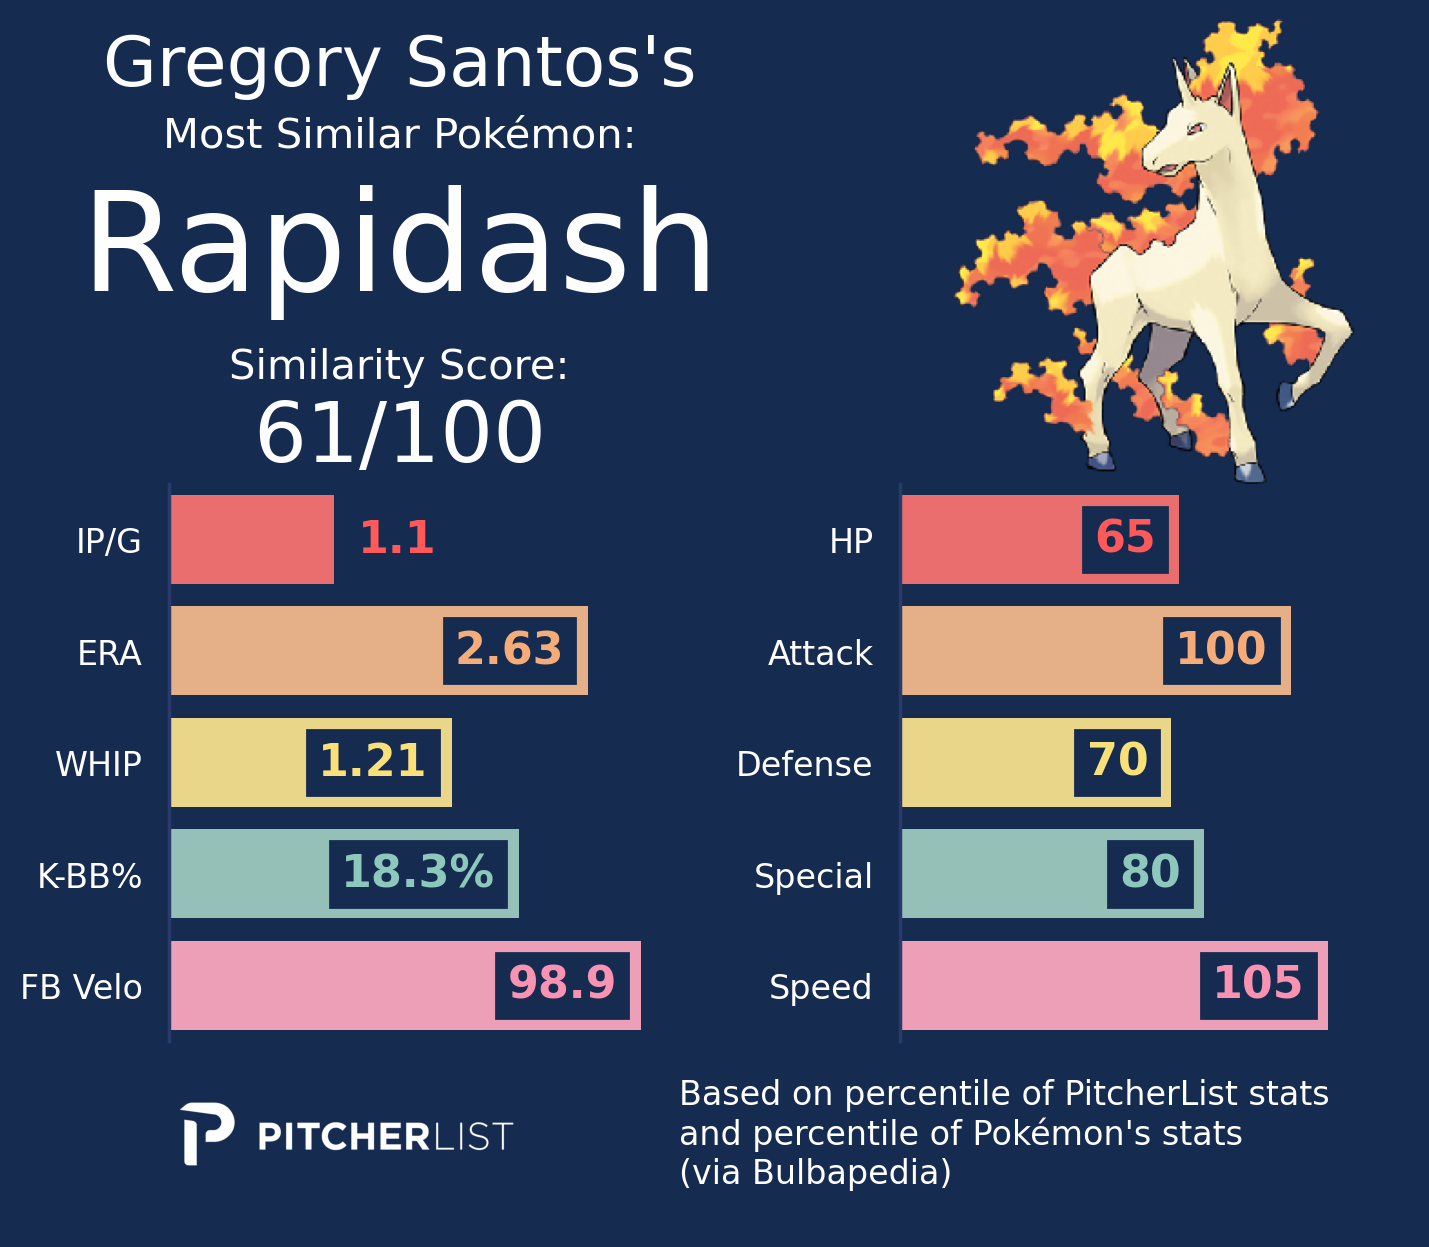 Gregory Santos's
Most Similar Pokémon:
Rapidash
Similarity Score:
61/100
IP/G 1.1
ERA 2.63
WHIP 1.21
K-BB% 18.3%
FB Velo 98.9
HP 65
Attack 100
Defense 70
Special 80
Speed 105
PITCHERLIST
Based on percentile of PitcherList stats
and percentile of Pokémon's stats
(via Bulbapedia)